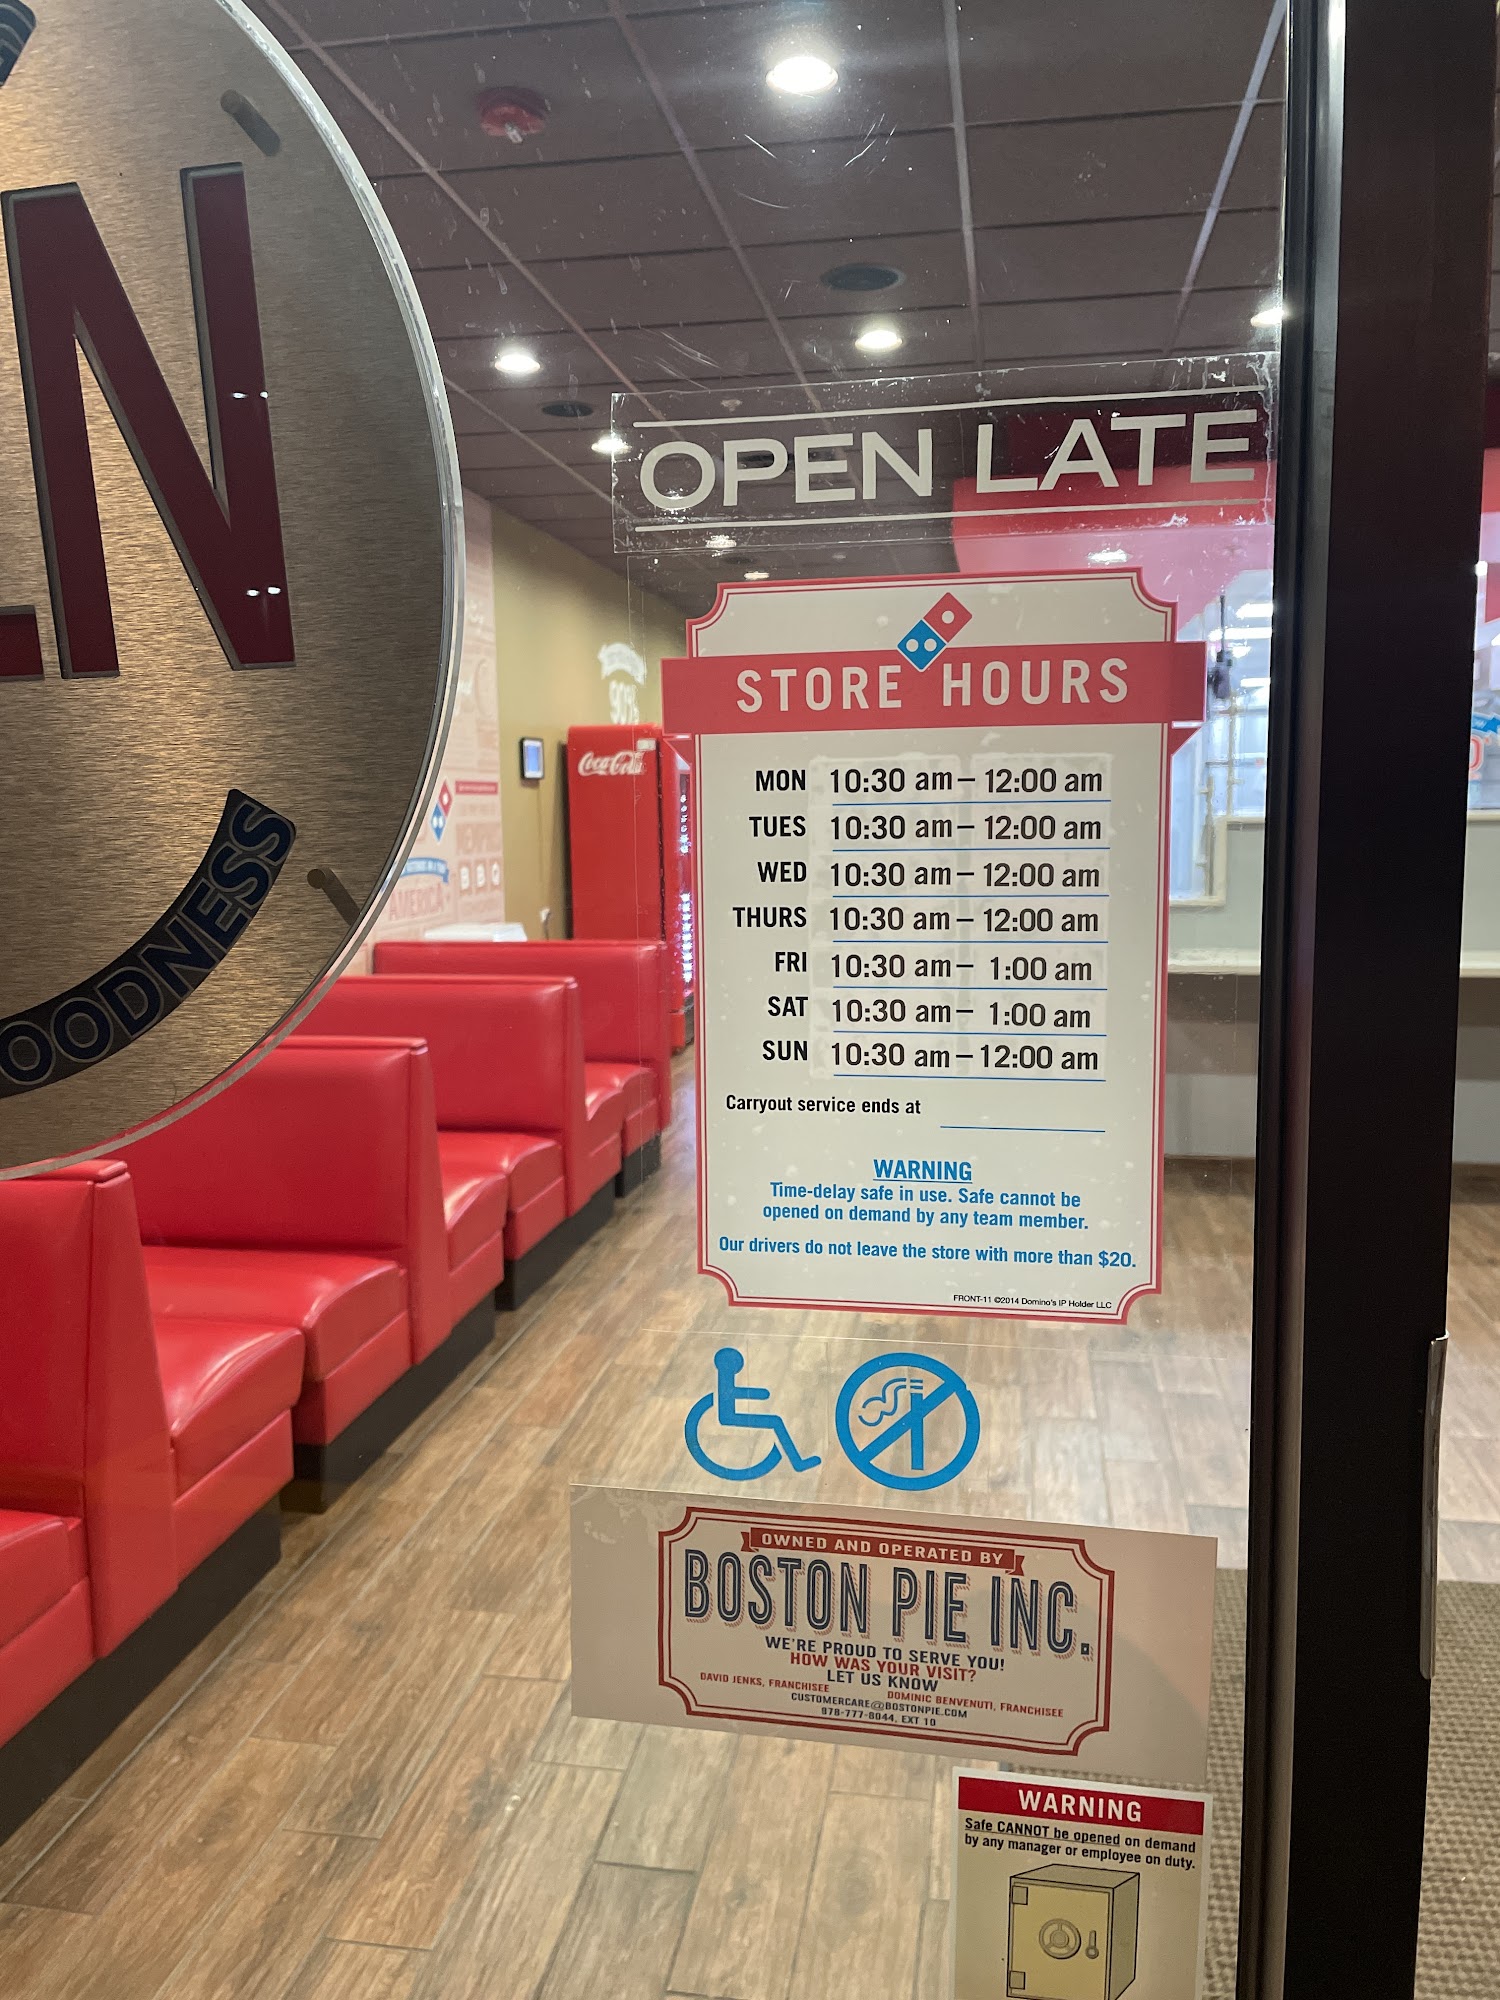 N
OODNESS
OPEN LATE
STORE HOURS
MON 10:30 am – 12:00 am
TUES 10:30 am – 12:00 am
WED 10:30 am – 12:00 am
THURS 10:30 am – 12:00 am
FRI 10:30 am – 1:00 am
SAT 10:30 am – 1:00 am
SUN 10:30 am – 12:00 am
Carryout service ends at
WARNING
Time-delay safe in use. Safe cannot be
opened on demand by any team member.
Our drivers do not leave the store with more than $20.
FRONT-11 ©2014 Domino's IP Holder LLC
Coca-Cola
90%
AMERICA
OWNED AND OPERATED BY
BOSTON PIE INC.
WE'RE PROUD TO SERVE YOU!
HOW WAS YOUR VISIT?
LET US KNOW
DAVID JENKS, FRANCHISEE
DOMINIC BENVENUTI, FRANCHISEE
CUSTOMERCARE@BOSTONPIE.COM
978-777-8044, EXT 10
WARNING
Safe CANNOT be opened on demand
by any manager or employee on duty.